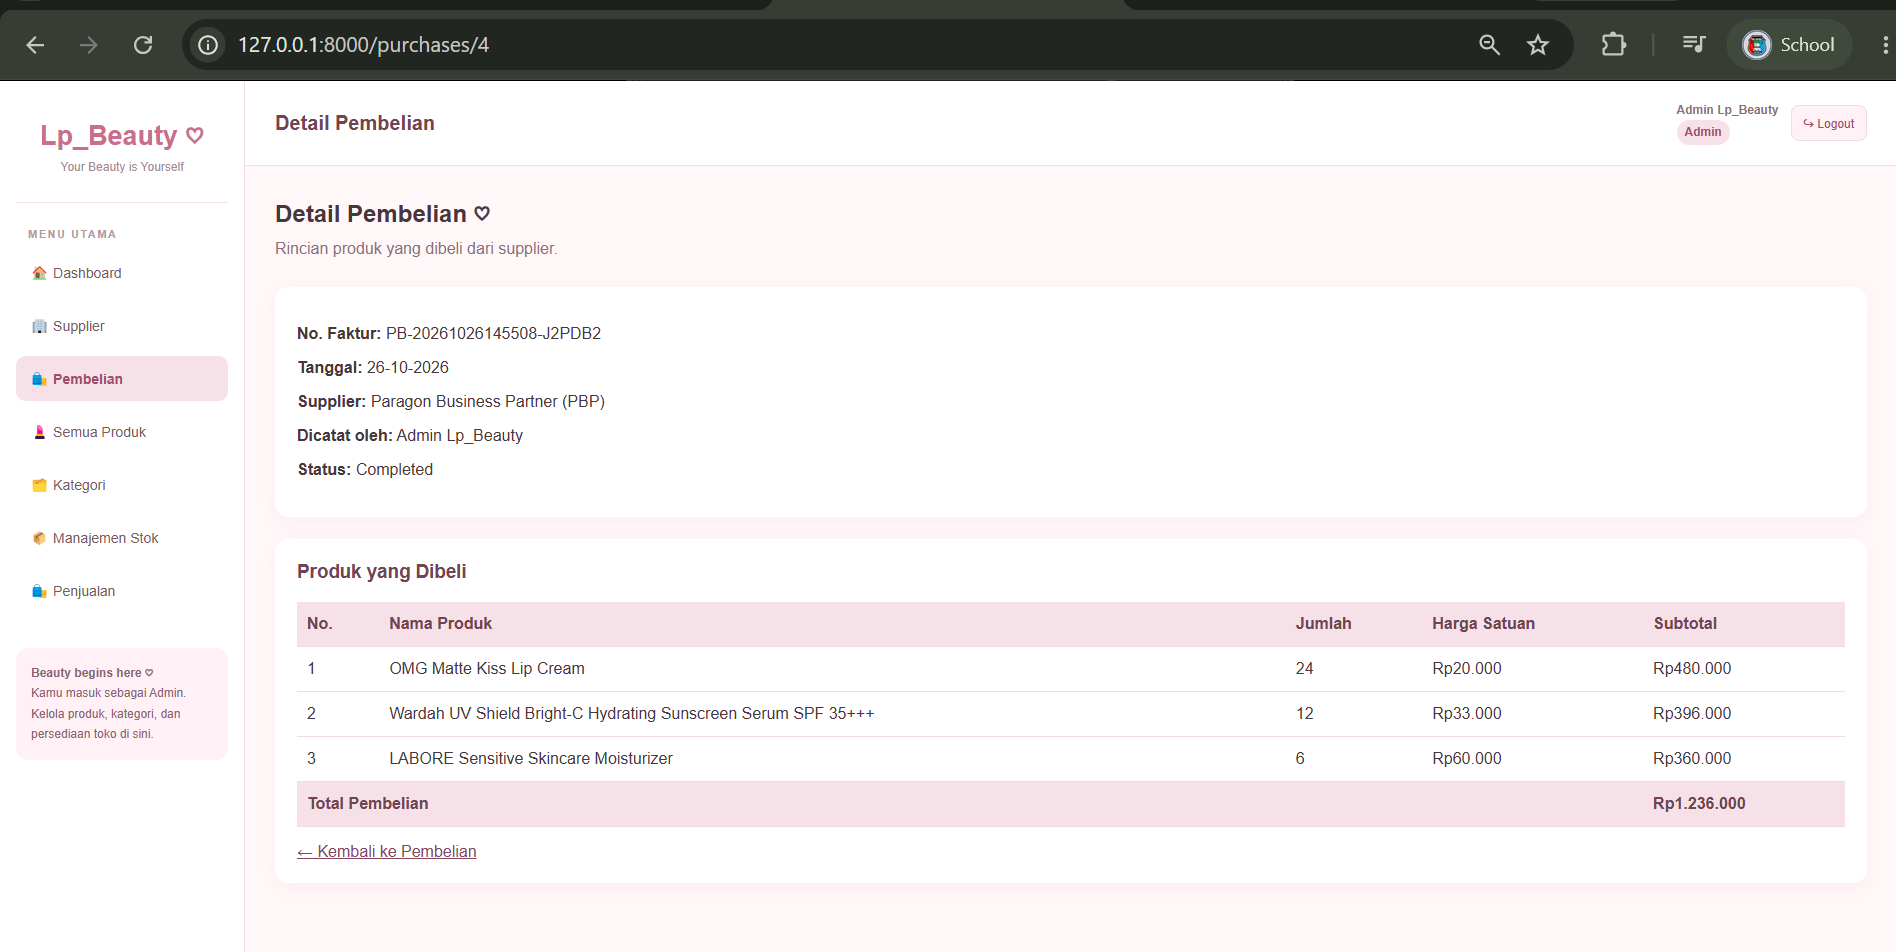 127.0.0.1:8000/purchases/4
School
Lp_Beauty ♡
Your Beauty is Yourself
MENU UTAMA
Dashboard
Supplier
Pembelian
Semua Produk
Kategori
Manajemen Stok
Penjualan
Beauty begins here ♡
Kamu masuk sebagai Admin.
Kelola produk, kategori, dan
persediaan toko di sini.
Detail Pembelian
Admin Lp_Beauty
Admin
↪ Logout
Detail Pembelian ♡
Rincian produk yang dibeli dari supplier.
No. Faktur: PB-20261026145508-J2PDB2
Tanggal: 26-10-2026
Supplier: Paragon Business Partner (PBP)
Dicatat oleh: Admin Lp_Beauty
Status: Completed
Produk yang Dibeli
No. Nama Produk Jumlah Harga Satuan Subtotal
1 OMG Matte Kiss Lip Cream 24 Rp20.000 Rp480.000
2 Wardah UV Shield Bright-C Hydrating Sunscreen Serum SPF 35+++ 12 Rp33.000 Rp396.000
3 LABORE Sensitive Skincare Moisturizer 6 Rp60.000 Rp360.000
Total Pembelian Rp1.236.000
← Kembali ke Pembelian